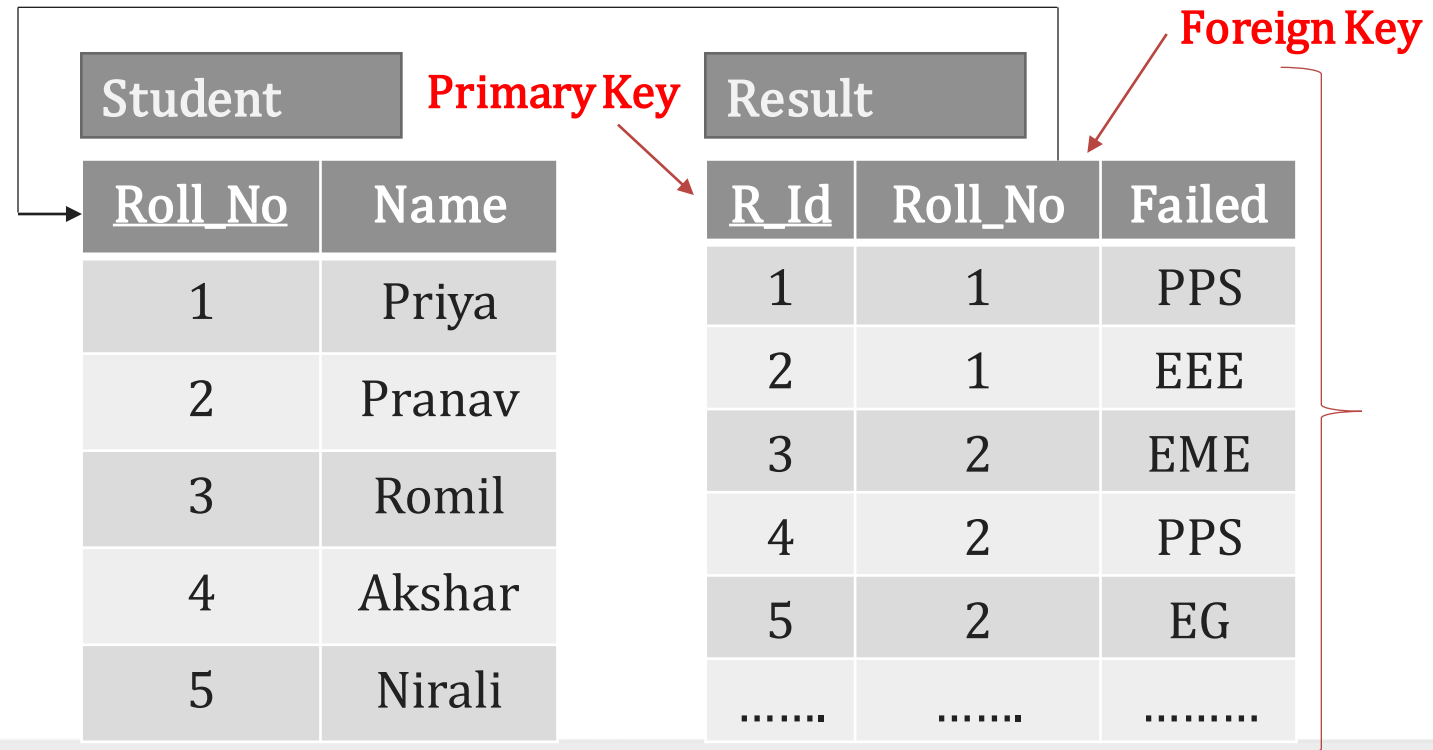 Foreign Key
Student
Primary Key
Result
Roll_No Name
1 Priya
2 Pranav
3 Romil
4 Akshar
5 Nirali
R_Id Roll_No Failed
1 1 PPS
2 1 EEE
3 2 EME
4 2 PPS
5 2 EG
……. ……. ………